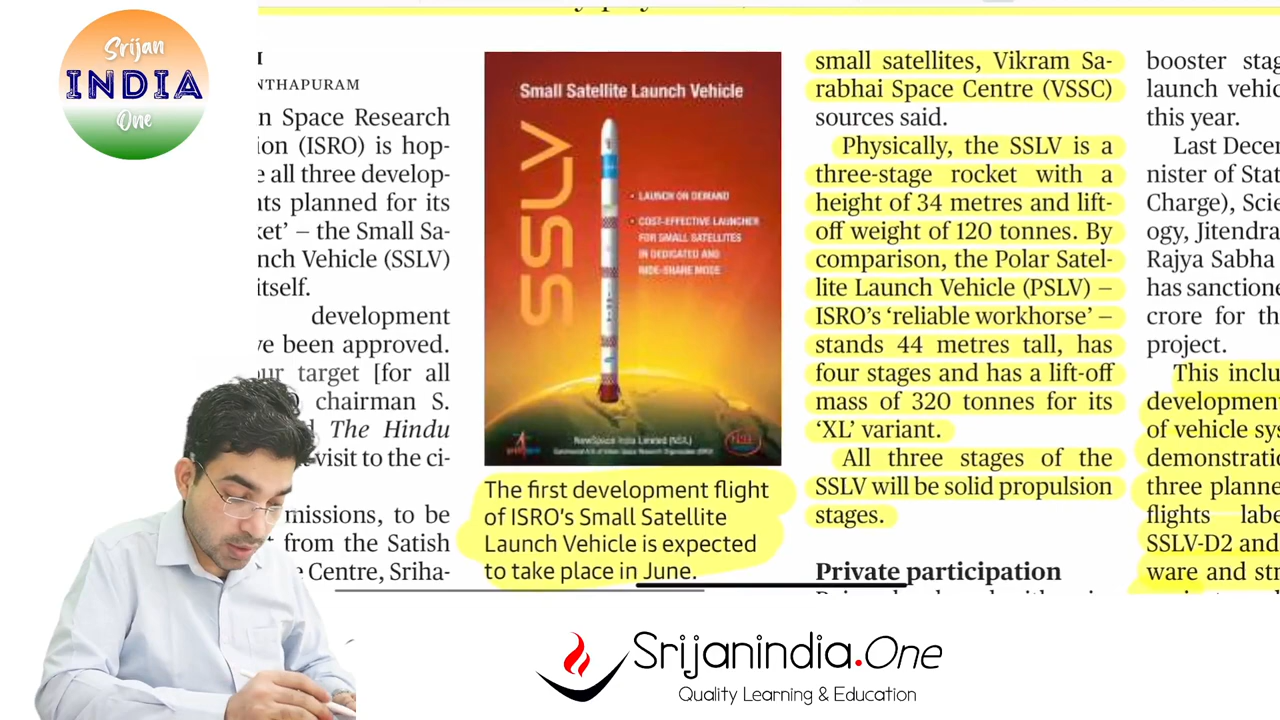 Srijan
INDIA
One
NTHAPURAM
n Space Research
ion (ISRO) is hop-
e all three develop-
nts planned for its
ket’ – the Small Sa-
nch Vehicle (SSLV)
itself.
development
ve been approved.
ur target [for all
chairman S.
The Hindu
visit to the ci-
missions, to be
from the Satish
Centre, Sriha-
Small Satellite Launch Vehicle
SSLV
LAUNCH ON DEMAND
COST-EFFECTIVE LAUNCHER
FOR SMALL SATELLITES
IN DEDICATED AND
RIDE-SHARE MODE
NewSpace India Limited (NSIL)
The first development flight
of ISRO’s Small Satellite
Launch Vehicle is expected
to take place in June.
small satellites, Vikram Sa-
rabhai Space Centre (VSSC)
sources said.
Physically, the SSLV is a
three-stage rocket with a
height of 34 metres and lift-
off weight of 120 tonnes. By
comparison, the Polar Satel-
lite Launch Vehicle (PSLV) –
ISRO’s ‘reliable workhorse’ –
stands 44 metres tall, has
four stages and has a lift-off
mass of 320 tonnes for its
‘XL’ variant.
All three stages of the
SSLV will be solid propulsion
stages.
Private participation
booster stag
launch vehic
this year.
Last Decen
nister of Stat
Charge), Scie
ogy, Jitendra
Rajya Sabha
has sanctione
crore for th
project.
This inclu
development
of vehicle sys
demonstratio
three planne
flights labe
SSLV-D2 and
ware and str
Srijanindia.One
Quality Learning & Education